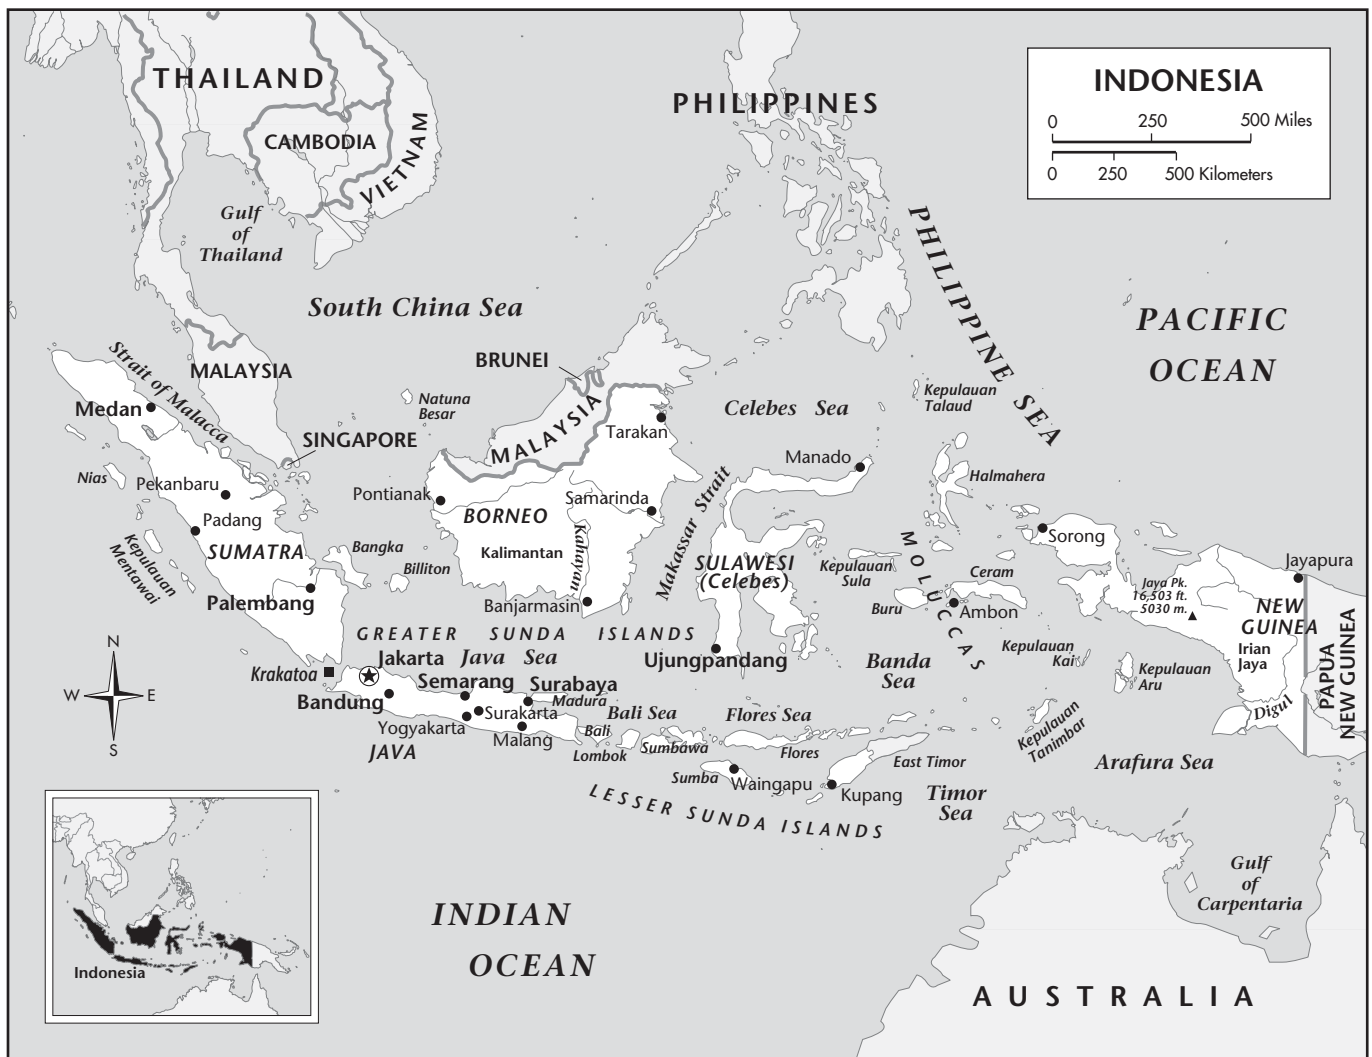 THAILAND
CAMBODIA
VIETNAM
PHILIPPINES
INDONESIA
0 250 500 Miles
0 250 500 Kilometers
Gulf
of
Thailand
South China Sea
PHILIPPINE SEA
PACIFIC
OCEAN
MALAYSIA
BRUNEI
Strait of Malacca
Medan
SINGAPORE
Natuna
Besar
MALAYSIA
Tarakan
Celebes Sea
Kepulauan
Talaud
Manado
Halmahera
Nias
Pekanbaru
Pontianak
Samarinda
Makassar Strait
Padang
BORNEO
SUMATRA
Kepulauan
Mentawai
Bangka
Billiton
Kalimantan
Kahayan
SULAWESI
(Celebes)
Kepulauan
Sula
MOLUCCAS
Ceram
Sorong
Jayapura
Jaya Pk.
16,503 ft.
5030 m.
Palembang
Banjarmasin
Buru
Ambon
NEW
GUINEA
Irian
Jaya
PAPUA
NEW GUINEA
GREATER SUNDA ISLANDS
Krakatoa
Jakarta
Java Sea
Ujungpandang
Banda
Sea
Kepulauan
Kai
Kepulauan
Aru
Semarang
Surabaya
Bandung
Madura
Surakarta
Yogyakarta
Malang
JAVA
Bali Sea
Flores Sea
Bali
Lombok
Sumbawa
Flores
Sumba
Waingapu
East Timor
Kupang
Timor
Sea
Kepulauan
Tanimbar
Digul
Arafura Sea
LESSER SUNDA ISLANDS
N
W E
S
Gulf
of
Carpentaria
INDIAN
OCEAN
AUSTRALIA
Indonesia